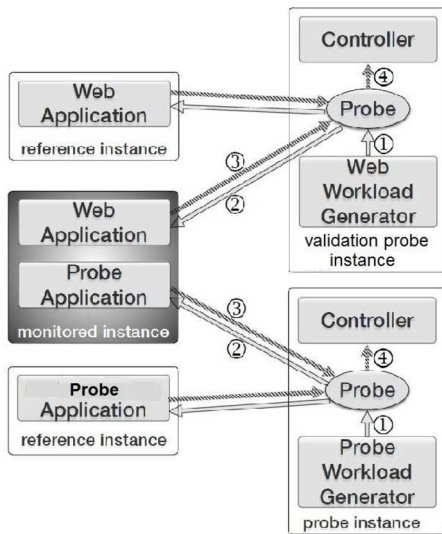 Controller
④
Probe
①
Web
Workload
Generator
validation probe
instance
Web
Application
reference instance
③
②
Web
Application
Probe
Application
monitored instance
③
②
Probe
Application
reference instance
Controller
④
Probe
①
Probe
Workload
Generator
probe instance